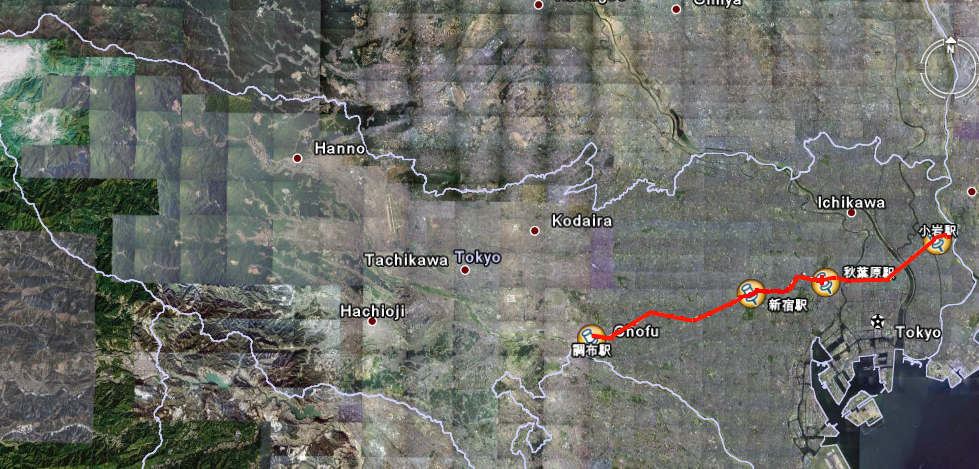 Omiya
Hanno
Ichikawa
Kodaira
小岩駅
Tachikawa
Tokyo
秋葉原駅
新宿駅
Hachioji
Chofu
Tokyo
調布駅
N